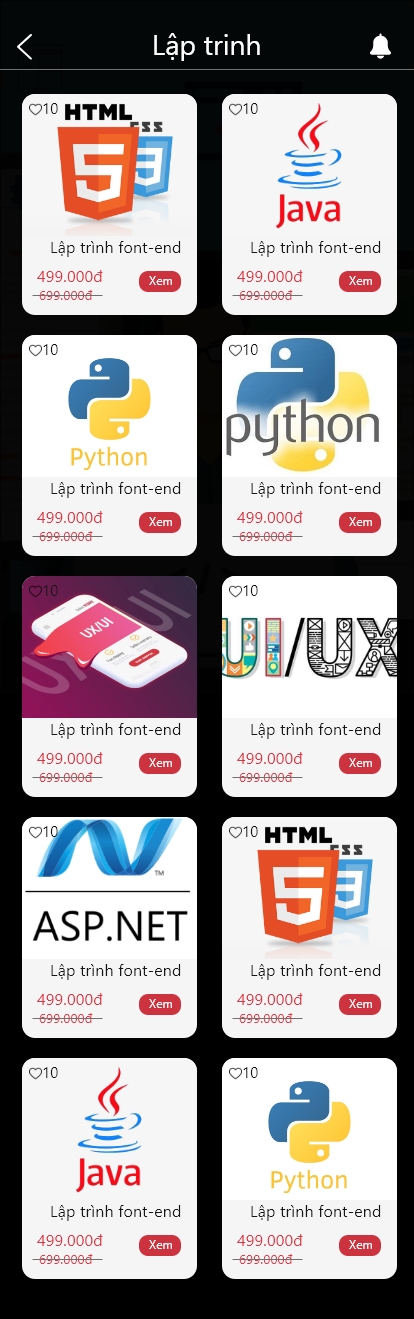 Lập trinh
10
HTML
CSS
5
3
Lập trình font-end
499.000đ
Xem
699.000đ
10
Java
Lập trình font-end
499.000đ
Xem
699.000đ
10
Python
Lập trình font-end
499.000đ
Xem
699.000đ
10
python
Lập trình font-end
499.000đ
Xem
699.000đ
10
UX/UI
UX/UI
Lập trình font-end
499.000đ
Xem
699.000đ
10
UI/UX
Lập trình font-end
499.000đ
Xem
699.000đ
10
TM
ASP.NET
Lập trình font-end
499.000đ
Xem
699.000đ
10
HTML
CSS
5
3
Lập trình font-end
499.000đ
Xem
699.000đ
10
Java
Lập trình font-end
499.000đ
Xem
699.000đ
10
Python
Lập trình font-end
499.000đ
Xem
699.000đ